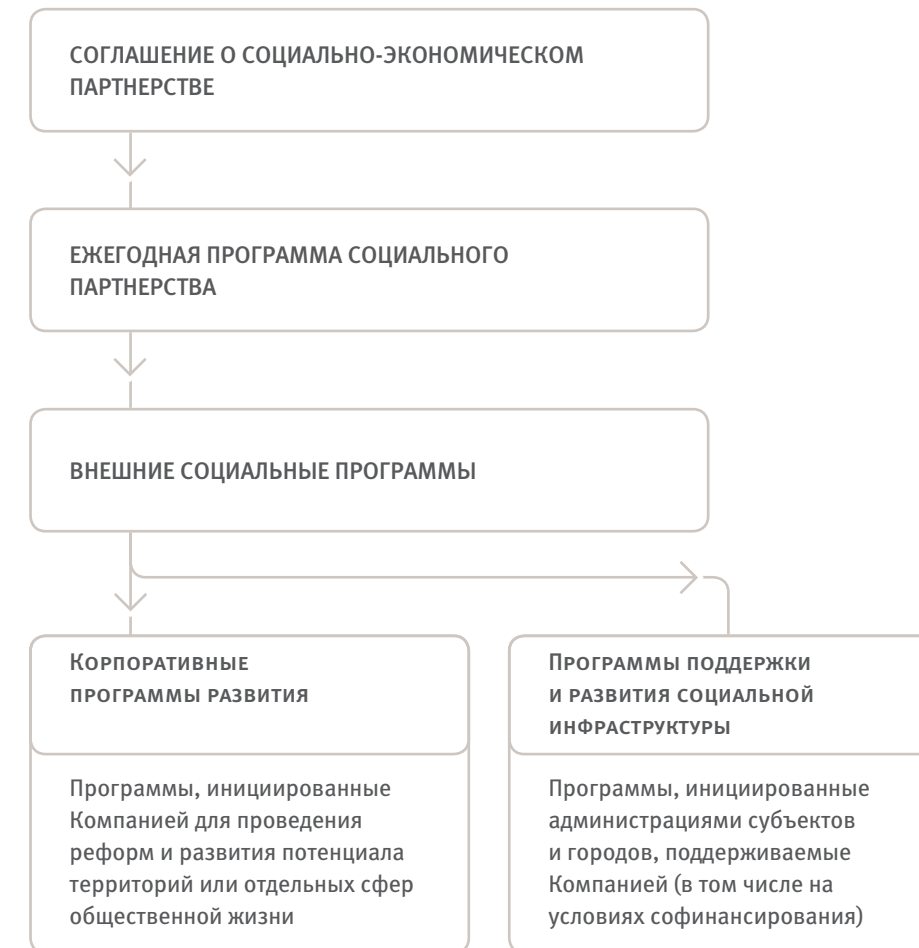 СОГЛАШЕНИЕ О СОЦИАЛЬНО-ЭКОНОМИЧЕСКОМ
ПАРТНЕРСТВЕ
ЕЖЕГОДНАЯ ПРОГРАММА СОЦИАЛЬНОГО
ПАРТНЕРСТВА
ВНЕШНИЕ СОЦИАЛЬНЫЕ ПРОГРАММЫ
КОРПОРАТИВНЫЕ
ПРОГРАММЫ РАЗВИТИЯ
Программы, инициированные
Компанией для проведения
реформ и развития потенциала
территорий или отдельных сфер
общественной жизни
ПРОГРАММЫ ПОДДЕРЖКИ
И РАЗВИТИЯ СОЦИАЛЬНОЙ
ИНФРАСТРУКТУРЫ
Программы, инициированные
администрациями субъектов
и городов, поддерживаемые
Компанией (в том числе на
условиях софинансирования)